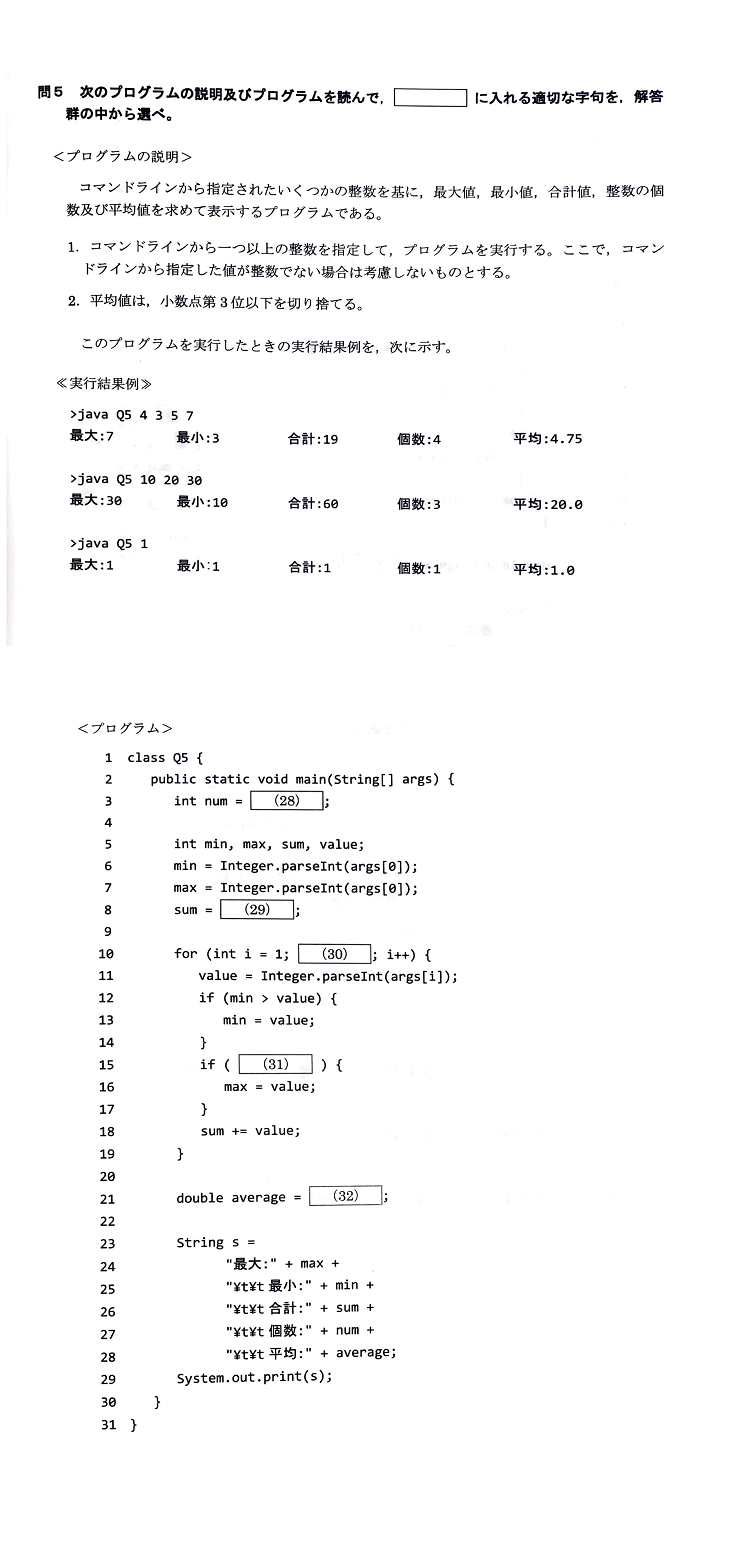 問５　次のプログラムの説明及びプログラムを読んで，　　　　　に入れる適切な字句を，解答
群の中から選べ。
＜プログラムの説明＞
コマンドラインから指定されたいくつかの整数を基に，最大値，最小値，合計値，整数の個
数及び平均値を求めて表示するプログラムである。
1．コマンドラインから一つ以上の整数を指定して，プログラムを実行する。ここで，コマン
ドラインから指定した値が整数でない場合は考慮しないものとする。
2．平均値は，小数点第３位以下を切り捨てる。
このプログラムを実行したときの実行結果例を，次に示す。
≪実行結果例≫
>java Q5 4 3 5 7
最大:7　最小:3　合計:19　個数:4　平均:4.75
>java Q5 10 20 30
最大:30　最小:10　合計:60　個数:3　平均:20.0
>java Q5 1
最大:1　最小:1　合計:1　個数:1　平均:1.0
＜プログラム＞
1 class Q5 {
2 public static void main(String[] args) {
3 int num = (28) ;
4
5 int min, max, sum, value;
6 min = Integer.parseInt(args[0]);
7 max = Integer.parseInt(args[0]);
8 sum = (29) ;
9
10 for (int i = 1; (30) ; i++) {
11 value = Integer.parseInt(args[i]);
12 if (min > value) {
13 min = value;
14 }
15 if ( (31) ) {
16 max = value;
17 }
18 sum += value;
19 }
20
21 double average = (32) ;
22
23 String s =
24 "最大:" + max +
25 "¥t¥t 最小:" + min +
26 "¥t¥t 合計:" + sum +
27 "¥t¥t 個数:" + num +
28 "¥t¥t 平均:" + average;
29 System.out.print(s);
30 }
31 }